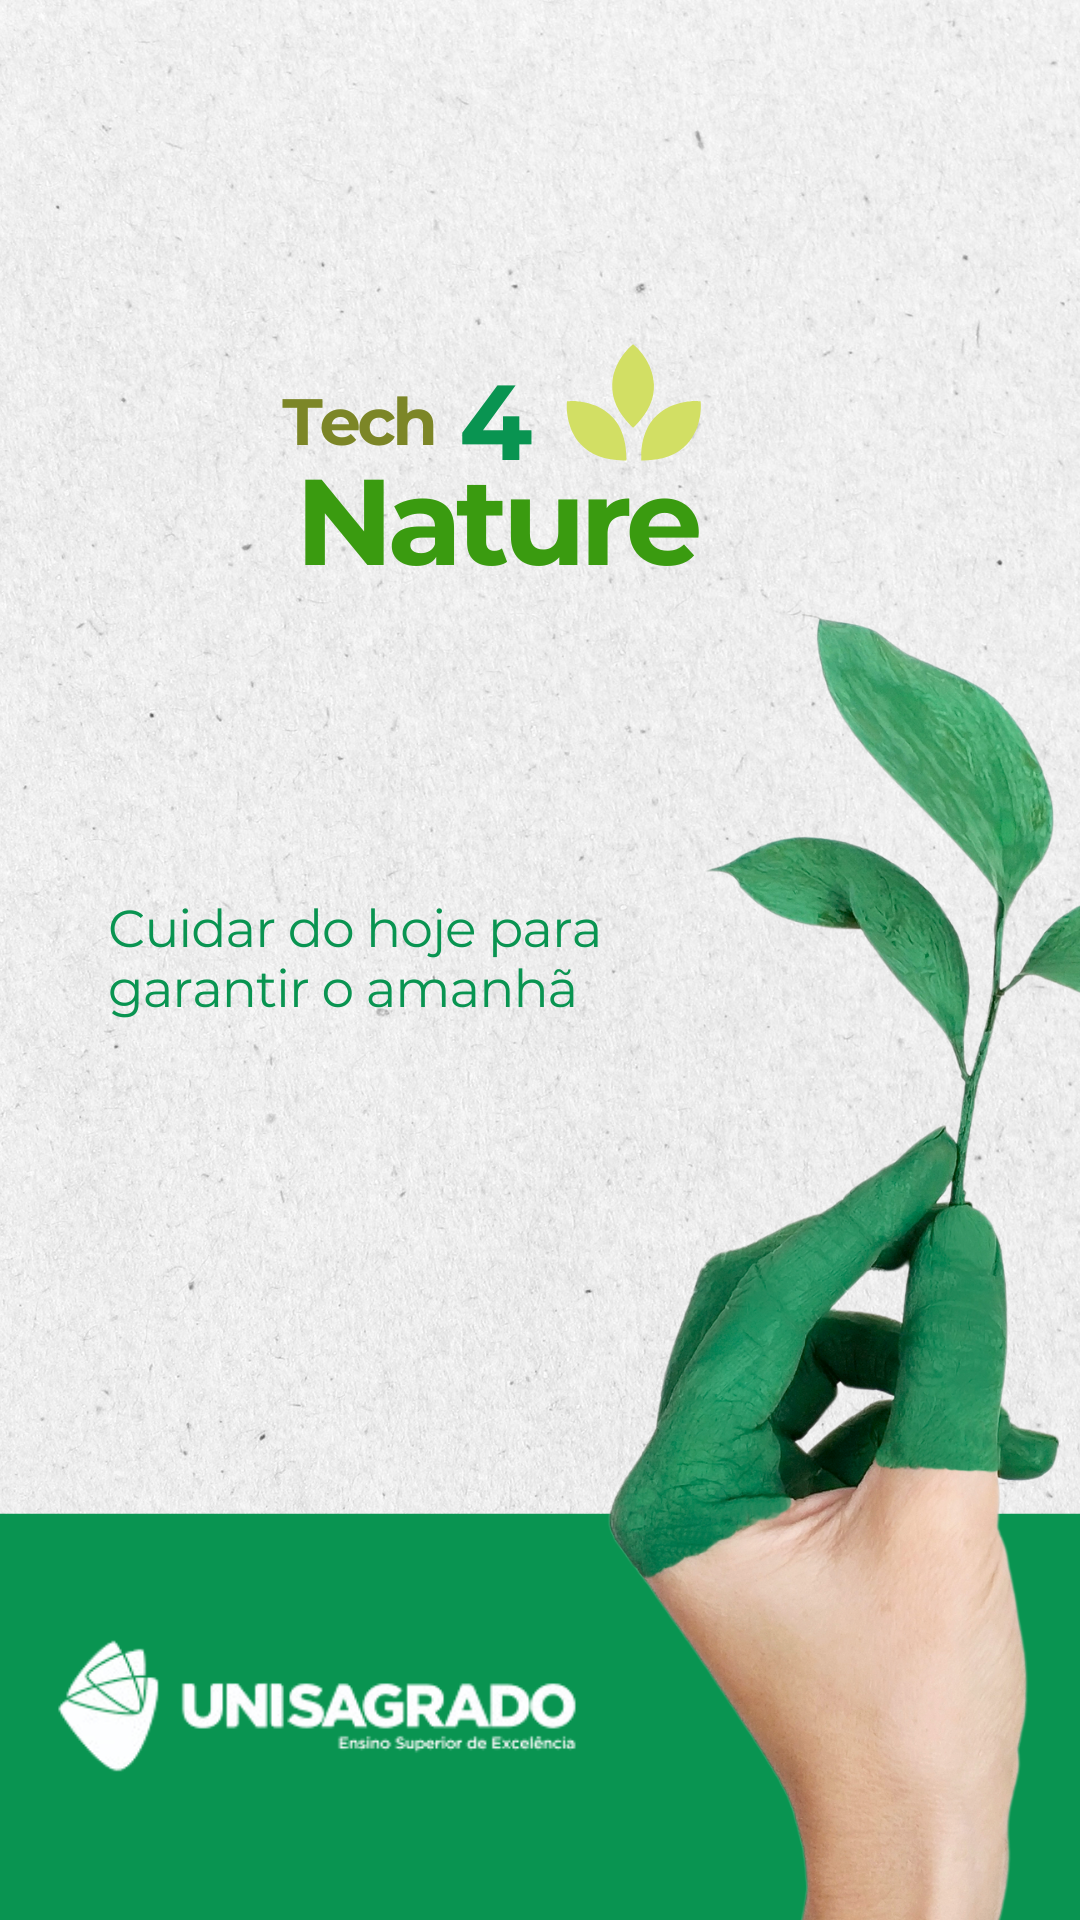 Tech 4
Nature
Cuidar do hoje para
garantir o amanhã
UNISAGRADO
Ensino Superior de Excelência